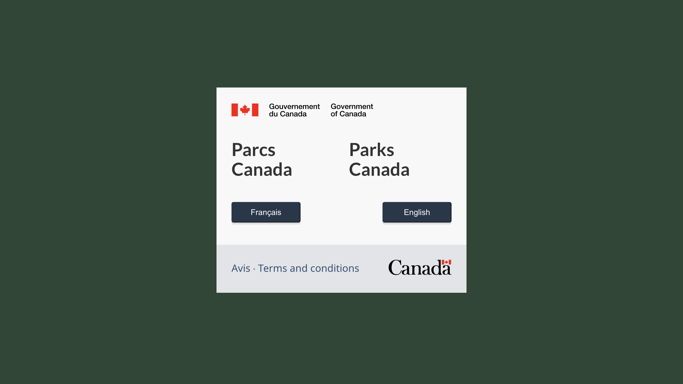 Gouvernement
du Canada
Government
of Canada
Parcs
Canada
Parks
Canada
Français
English
Avis · Terms and conditions
Canada